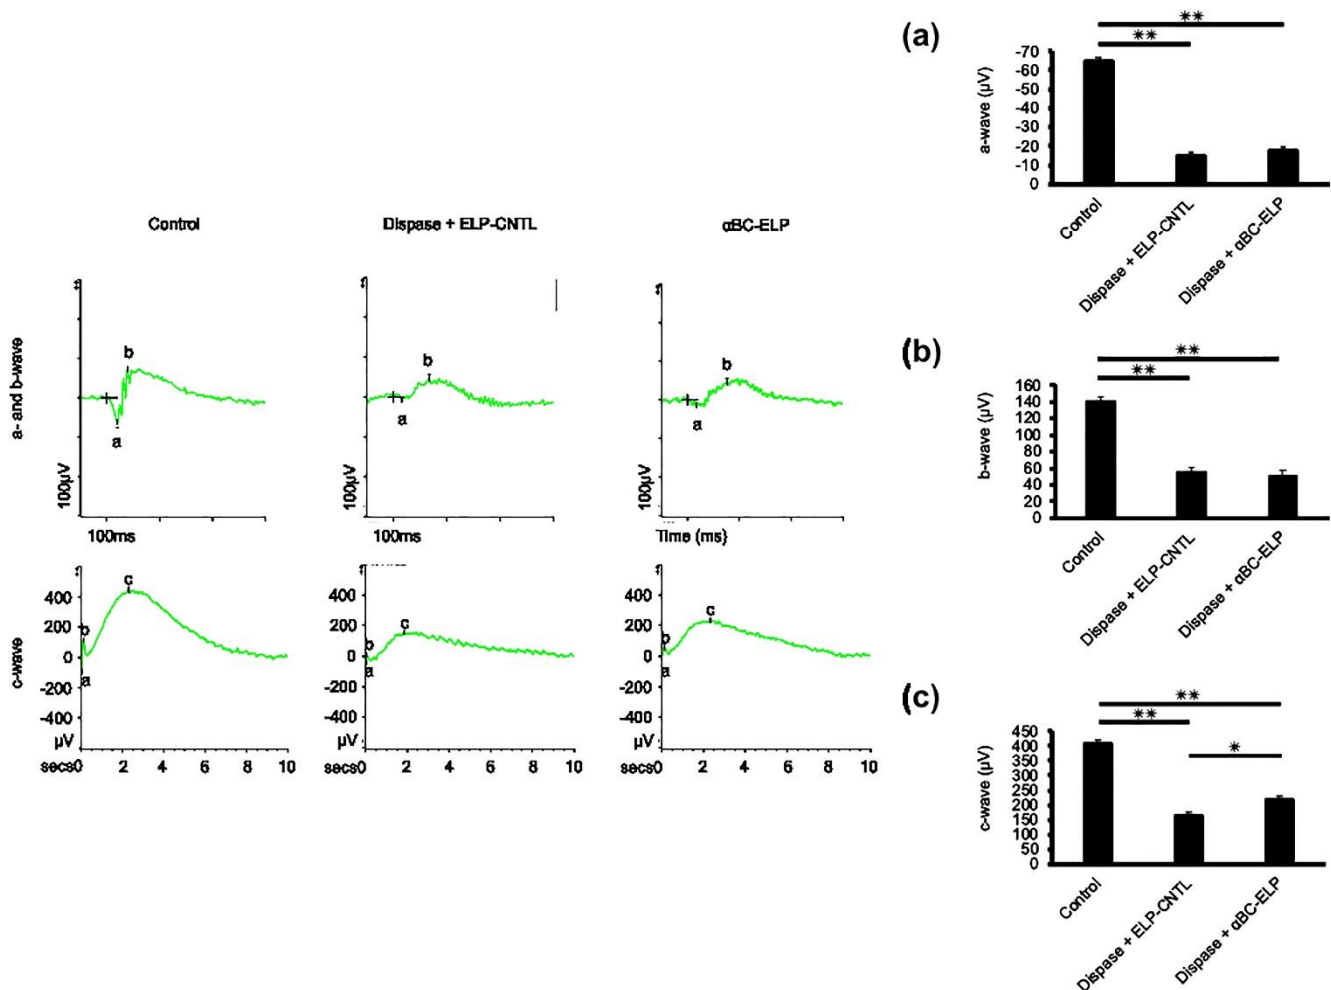 Control
Dispase + ELP-CNTL
αBC-ELP
a- and b-wave
b
a
100µV
100ms
b
a
100µV
100ms
b
a
100µV
Time (ms)
c-wave
400
200
0
-200
-400
µV
secs0 2 4 6 8 10
c
b
a
400
200
0
-200
-400
µV
secs0 2 4 6 8 10
c
b
a
400
200
0
-200
-400
µV
secs0 2 4 6 8 10
c
b
a
(a)
**
**
a-wave (µV)
-70
-60
-50
-40
-30
-20
-10
0
Control
Dispase + ELP-CNTL
Dispase + αBC-ELP
(b)
**
**
b-wave (µV)
160
140
120
100
80
60
40
20
0
Control
Dispase + ELP-CNTL
Dispase + αBC-ELP
(c)
**
**
*
c-wave (µV)
450
400
350
300
250
200
150
100
50
0
Control
Dispase + ELP-CNTL
Dispase + αBC-ELP